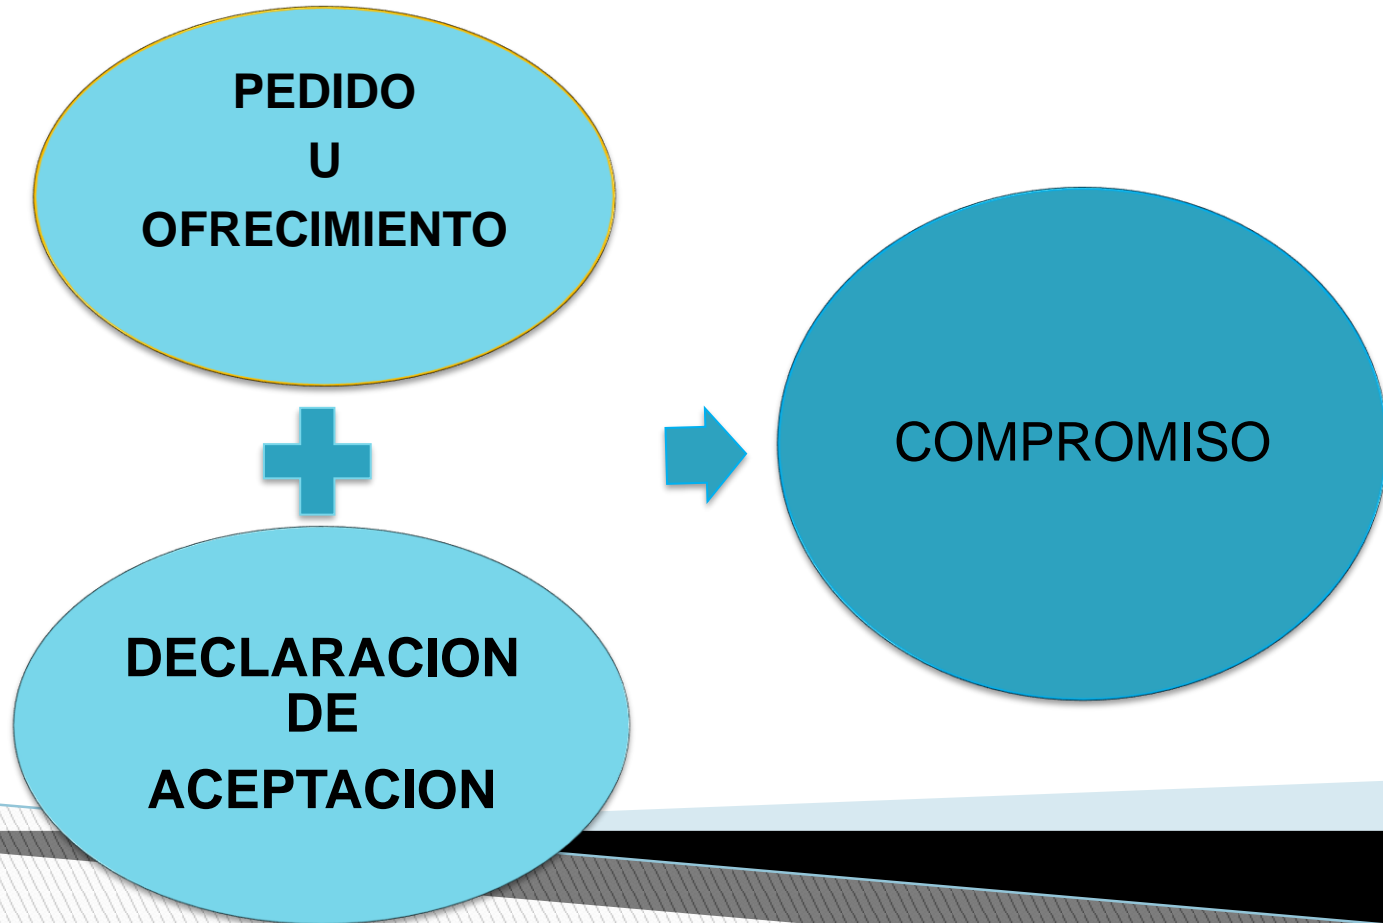 PEDIDO
U
OFRECIMIENTO
DECLARACION
DE
ACEPTACION
COMPROMISO